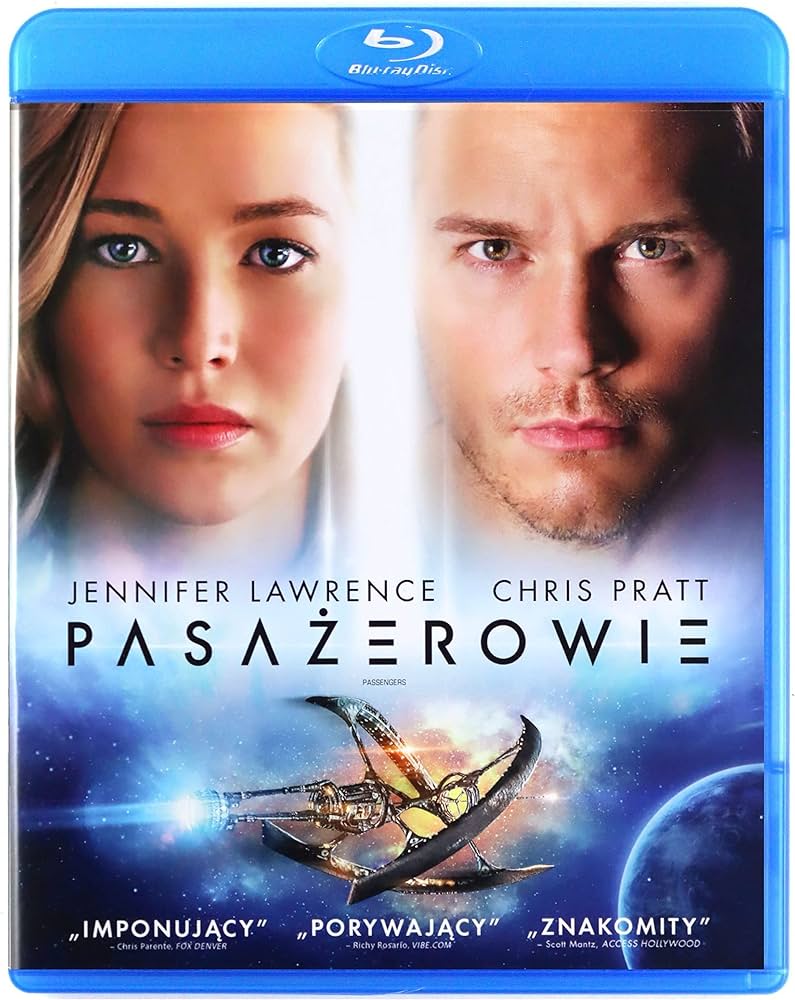 Blu-ray Disc
JENNIFER LAWRENCE CHRIS PRATT
PASAŻEROWIE
PASSENGERS
„IMPONUJĄCY” „PORYWAJĄCY” „ZNAKOMITY”
– Chris Parente, FOX DENVER – Richy Rosario, VIBE.COM – Scott Mantz, ACCESS HOLLYWOOD